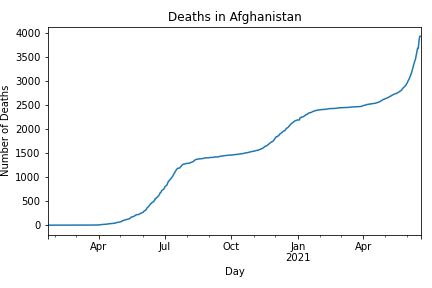 Deaths in Afghanistan
Number of Deaths
4000
3500
3000
2500
2000
1500
1000
500
0
Apr
Jul
Oct
Jan
2021
Apr
Day